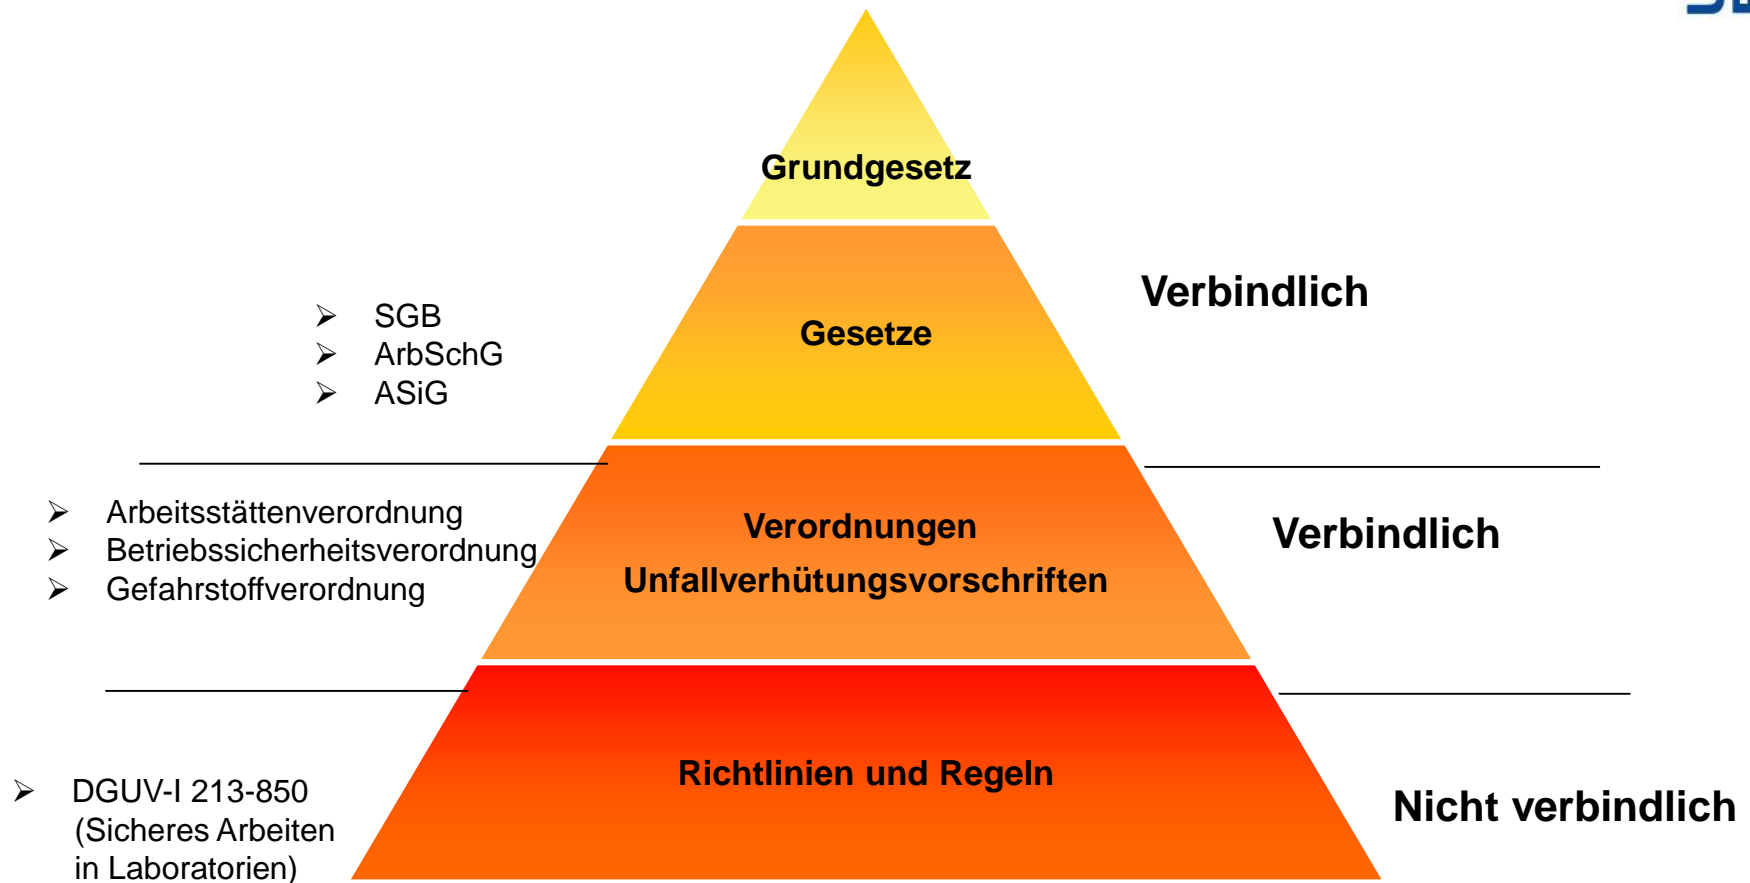 Grundgesetz
➢ SGB
➢ ArbSchG
➢ ASiG
Gesetze
Verbindlich
➢ Arbeitsstättenverordnung
➢ Betriebssicherheitsverordnung
➢ Gefahrstoffverordnung
Verordnungen
Unfallverhütungsvorschriften
Verbindlich
➢ DGUV-I 213-850
(Sicheres Arbeiten
in Laboratorien)
Richtlinien und Regeln
Nicht verbindlich